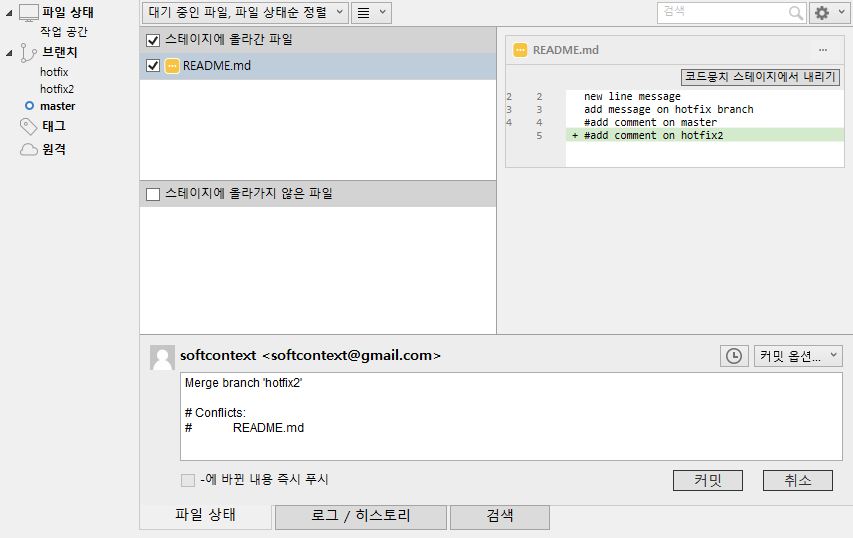 파일 상태
작업 공간
브랜치
hotfix
hotfix2
master
태그
원격
대기 중인 파일, 파일 상태순 정렬
검색
스테이지에 올라간 파일
README.md
스테이지에 올라가지 않은 파일
README.md
코드뭉치 스테이지에서 내리기
2 2 new line message
3 3 add message on hotfix branch
4 4 #add comment on master
5 + #add comment on hotfix2
softcontext <softcontext@gmail.com>
커밋 옵션...
Merge branch 'hotfix2'
# Conflicts:
# README.md
-에 바뀐 내용 즉시 푸시
커밋
취소
파일 상태
로그 / 히스토리
검색